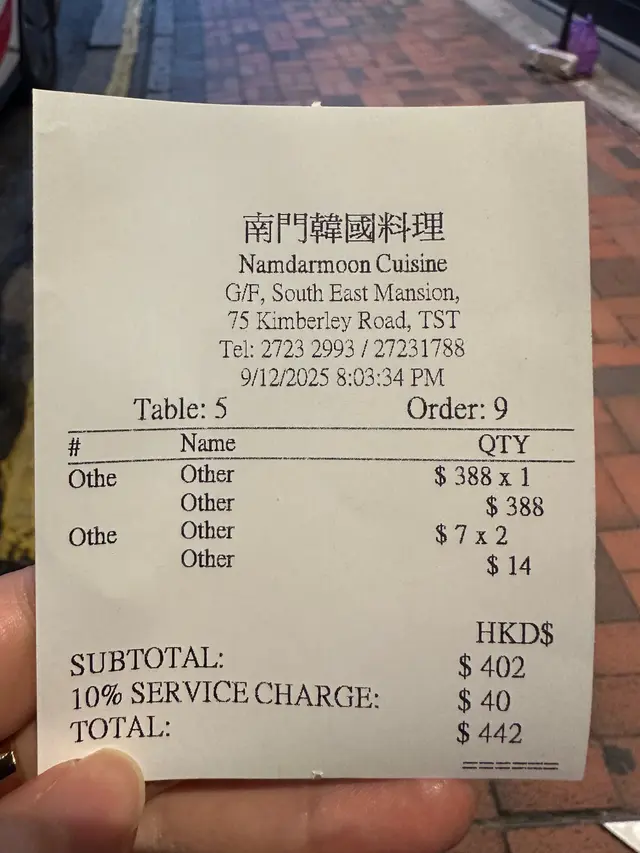 南門韓國料理
Namdarmoon Cuisine
G/F, South East Mansion,
75 Kimberley Road, TST
Tel: 2723 2993 / 27231788
9/12/2025 8:03:34 PM
Table: 5 Order: 9
# Name QTY
Othe Other $ 388 x 1
Other $ 388
Othe Other $ 7 x 2
Other $ 14
HKD$
SUBTOTAL: $ 402
10% SERVICE CHARGE: $ 40
TOTAL: $ 442
======